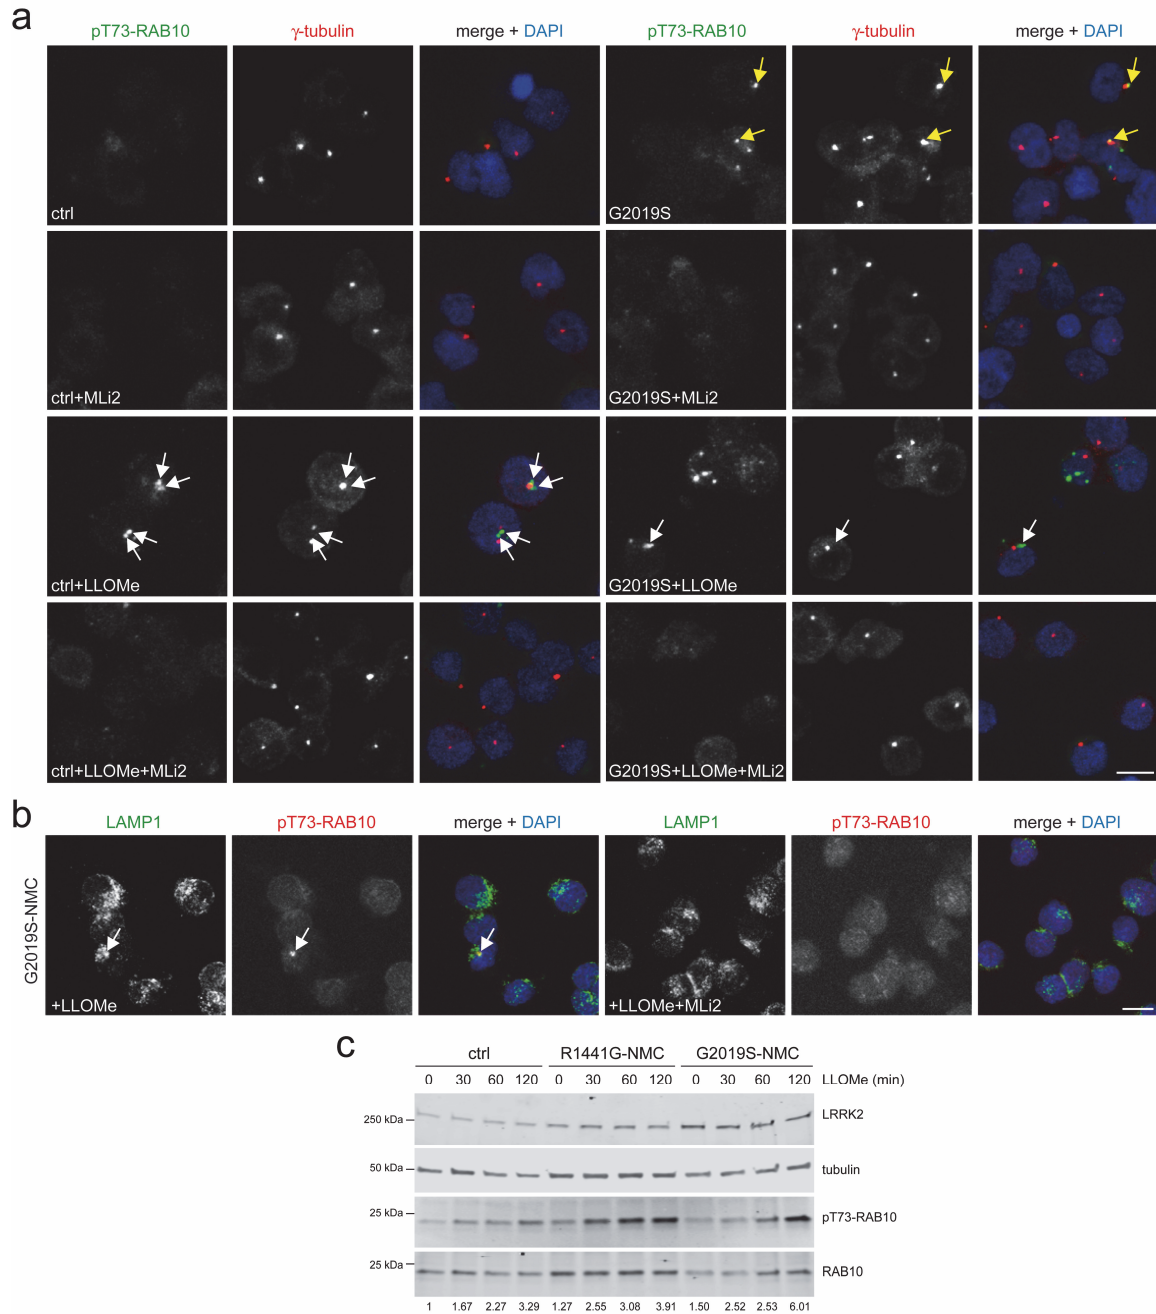 a
pT73-RAB10 γ-tubulin merge + DAPI pT73-RAB10 γ-tubulin merge + DAPI
ctrl G2019S
ctrl+MLi2 G2019S+MLi2
ctrl+LLOMe G2019S+LLOMe
ctrl+LLOMe+MLi2 G2019S+LLOMe+MLi2
b
LAMP1 pT73-RAB10 merge + DAPI LAMP1 pT73-RAB10 merge + DAPI
G2019S-NMC
+LLOMe +LLOMe+MLi2
c
ctrl R1441G-NMC G2019S-NMC
0 30 60 120 0 30 60 120 0 30 60 120 LLOMe (min)
250 kDa LRRK2
50 kDa tubulin
25 kDa pT73-RAB10
25 kDa RAB10
1 1.67 2.27 3.29 1.27 2.55 3.08 3.91 1.50 2.52 2.53 6.01